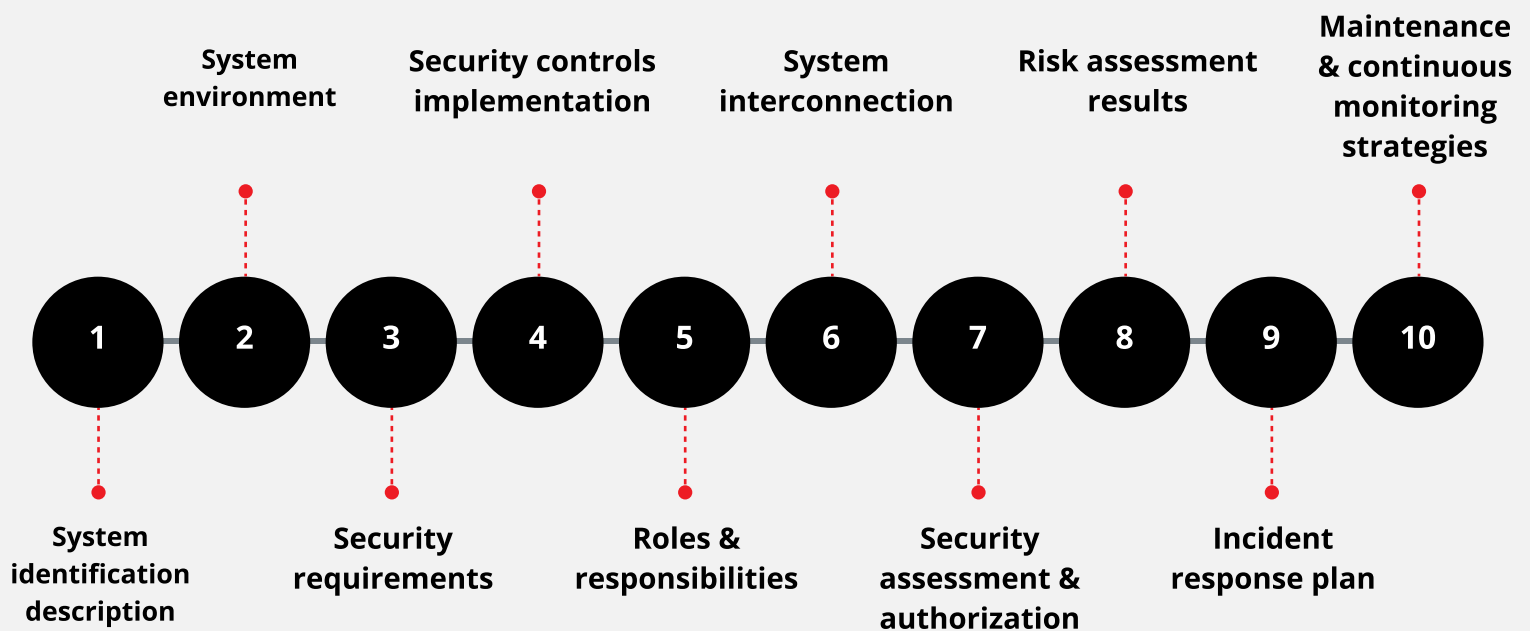 1
System
identification
description
2
System
environment
3
Security
requirements
4
Security controls
implementation
5
Roles &
responsibilities
6
System
interconnection
7
Security
assessment &
authorization
8
Risk assessment
results
9
Incident
response plan
10
Maintenance
& continuous
monitoring
strategies